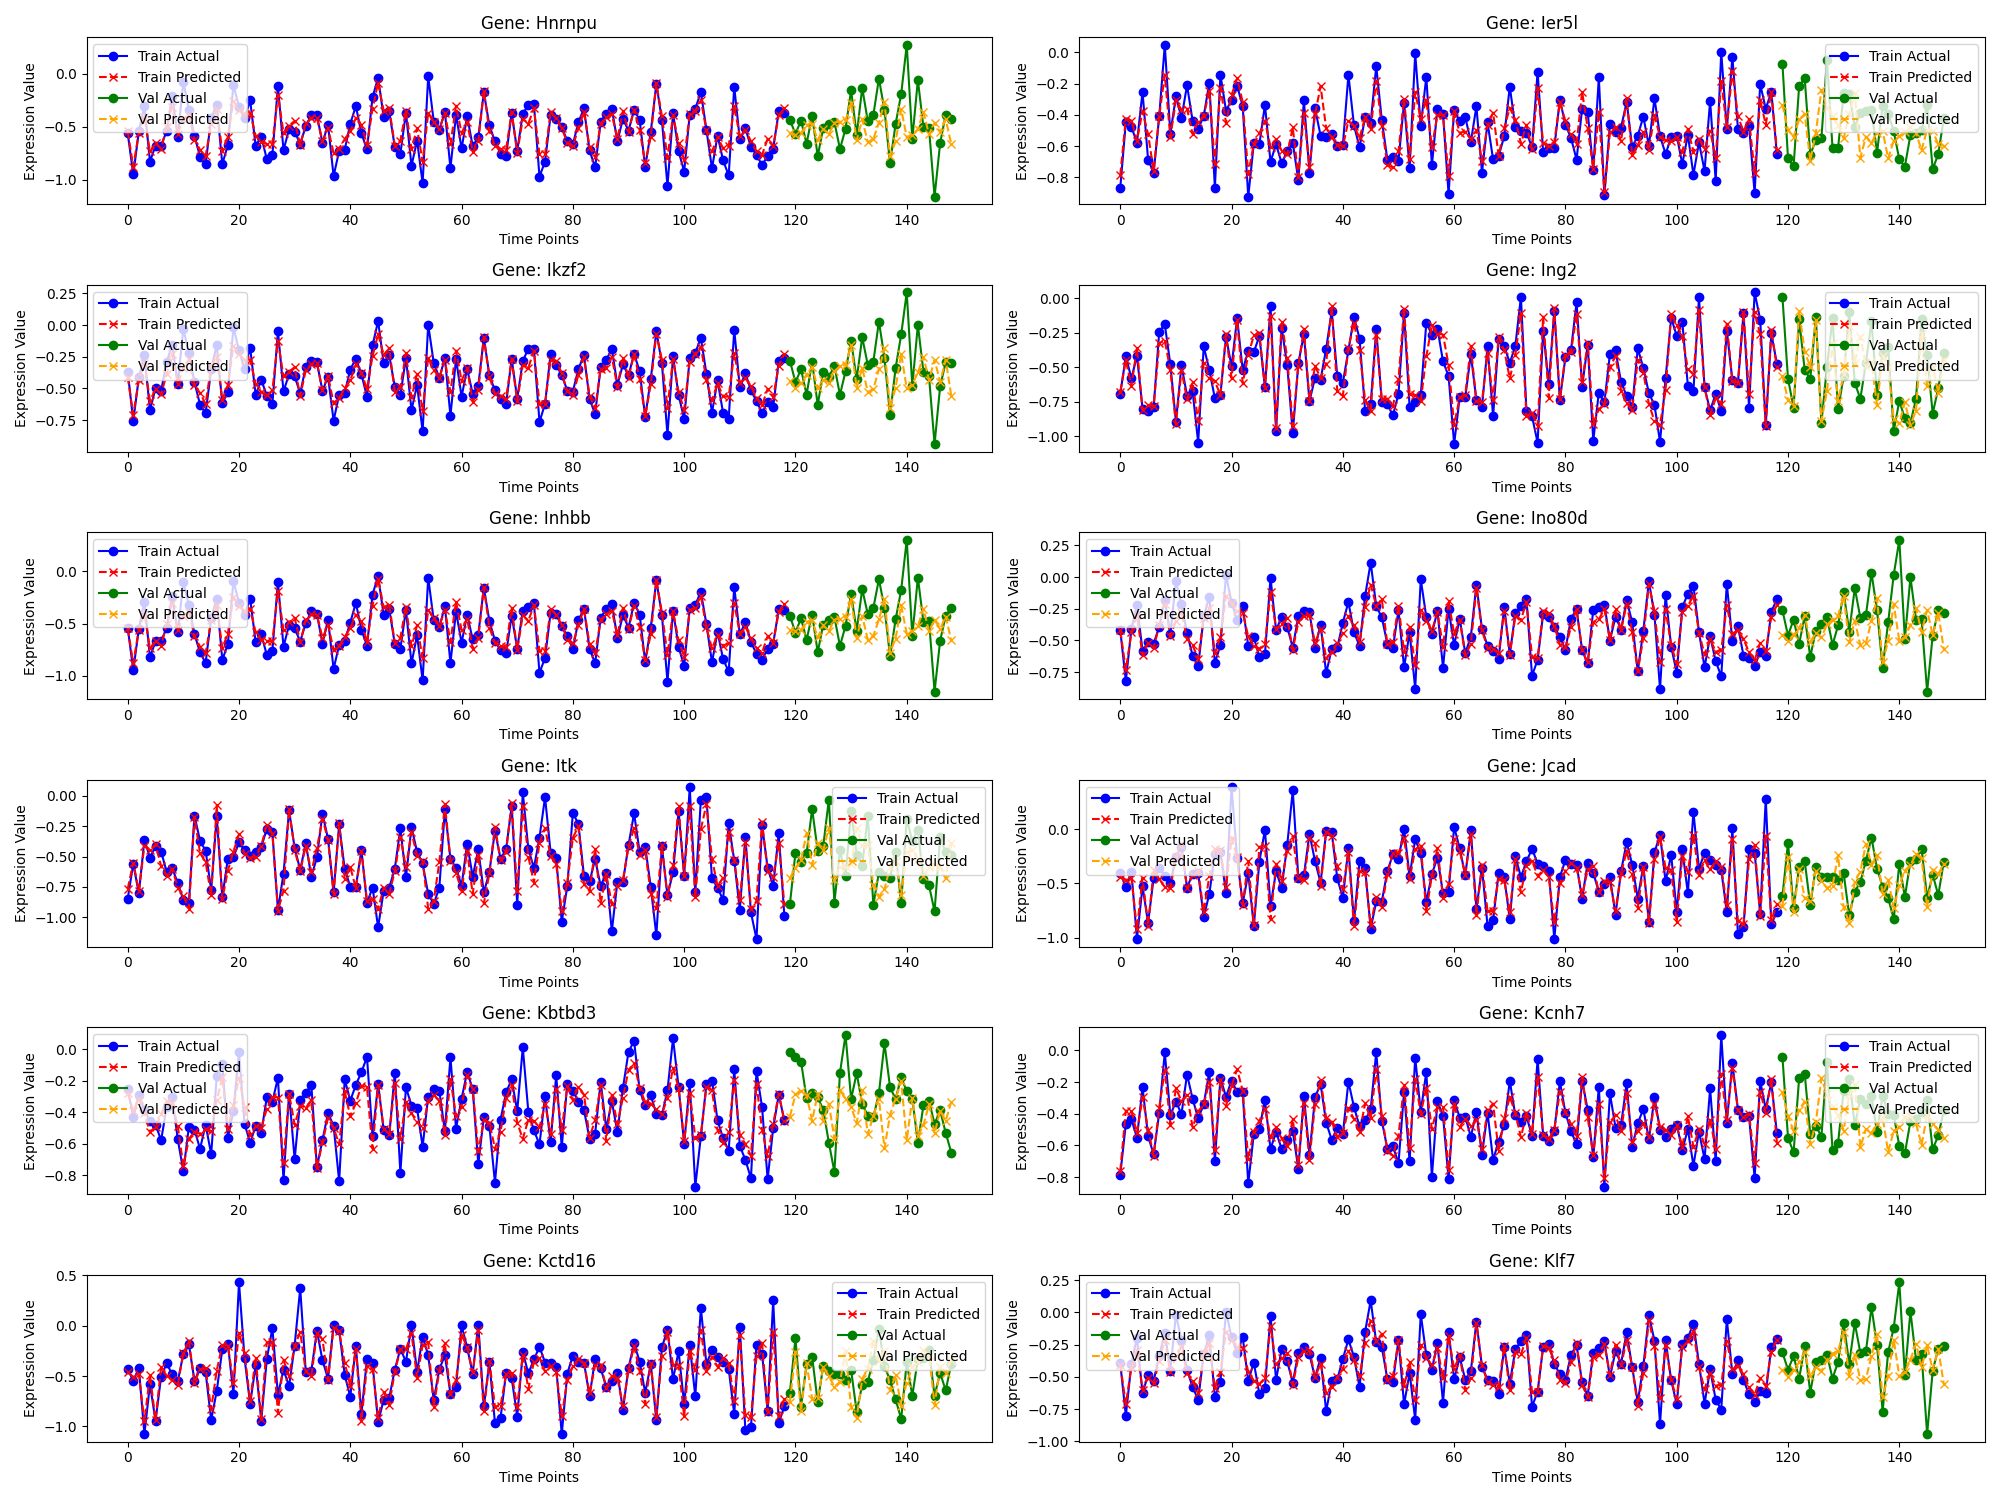 Gene: Hnrnpu
Expression Value
0.0
−0.5
−1.0
Train Actual
Train Predicted
Val Actual
Val Predicted
0 20 40 60 80 100 120 140
Time Points
Gene: Ier5l
Expression Value
0.0
−0.2
−0.4
−0.6
−0.8
Train Actual
Train Predicted
Val Actual
Val Predicted
0 20 40 60 80 100 120 140
Time Points
Gene: Ikzf2
Expression Value
0.25
0.00
−0.25
−0.50
−0.75
Train Actual
Train Predicted
Val Actual
Val Predicted
0 20 40 60 80 100 120 140
Time Points
Gene: Ing2
Expression Value
0.00
−0.25
−0.50
−0.75
−1.00
Train Actual
Train Predicted
Val Actual
Val Predicted
0 20 40 60 80 100 120 140
Time Points
Gene: Inhbb
Expression Value
0.0
−0.5
−1.0
Train Actual
Train Predicted
Val Actual
Val Predicted
0 20 40 60 80 100 120 140
Time Points
Gene: Ino80d
Expression Value
0.25
0.00
−0.25
−0.50
−0.75
Train Actual
Train Predicted
Val Actual
Val Predicted
0 20 40 60 80 100 120 140
Time Points
Gene: Itk
Expression Value
0.00
−0.25
−0.50
−0.75
−1.00
Train Actual
Train Predicted
Val Actual
Val Predicted
0 20 40 60 80 100 120 140
Time Points
Gene: Jcad
Expression Value
0.0
−0.5
−1.0
Train Actual
Train Predicted
Val Actual
Val Predicted
0 20 40 60 80 100 120 140
Time Points
Gene: Kbtbd3
Expression Value
0.0
−0.2
−0.4
−0.6
−0.8
Train Actual
Train Predicted
Val Actual
Val Predicted
0 20 40 60 80 100 120 140
Time Points
Gene: Kcnh7
Expression Value
0.0
−0.2
−0.4
−0.6
−0.8
Train Actual
Train Predicted
Val Actual
Val Predicted
0 20 40 60 80 100 120 140
Time Points
Gene: Kctd16
Expression Value
0.5
0.0
−0.5
−1.0
Train Actual
Train Predicted
Val Actual
Val Predicted
0 20 40 60 80 100 120 140
Time Points
Gene: Klf7
Expression Value
0.25
0.00
−0.25
−0.50
−0.75
−1.00
Train Actual
Train Predicted
Val Actual
Val Predicted
0 20 40 60 80 100 120 140
Time Points